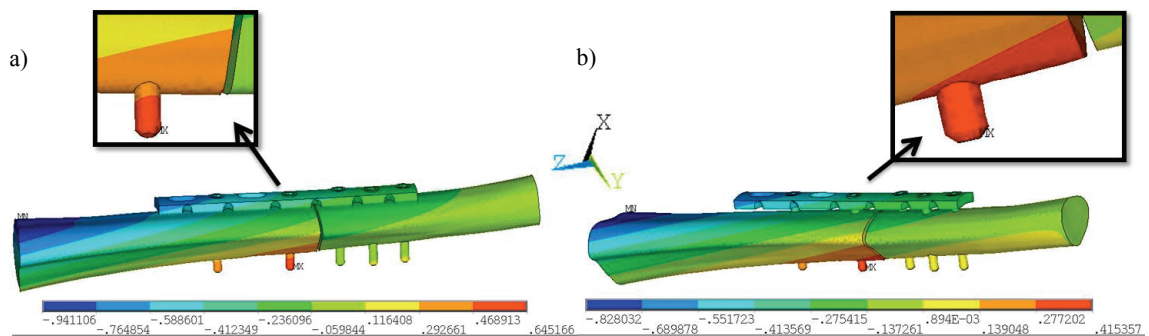 a)
MX
b)
MX
X
Z
Y
MN
MX
MN
MX
-.941106 -.588601 -.236096 .116408 .468913
-.764854 -.412349 -.059844 .292661 .645166
-.828032 -.551723 -.275415 .894E-03 .277202
-.689878 -.413569 -.137261 .139048 .415357